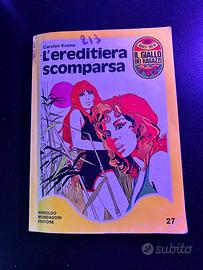 Carolyn Keene
213
L'ereditiera
scomparsa
IL GIALLO
DEI RAGAZZI
ARNOLDO
MONDADORI
EDITORE
27
subito